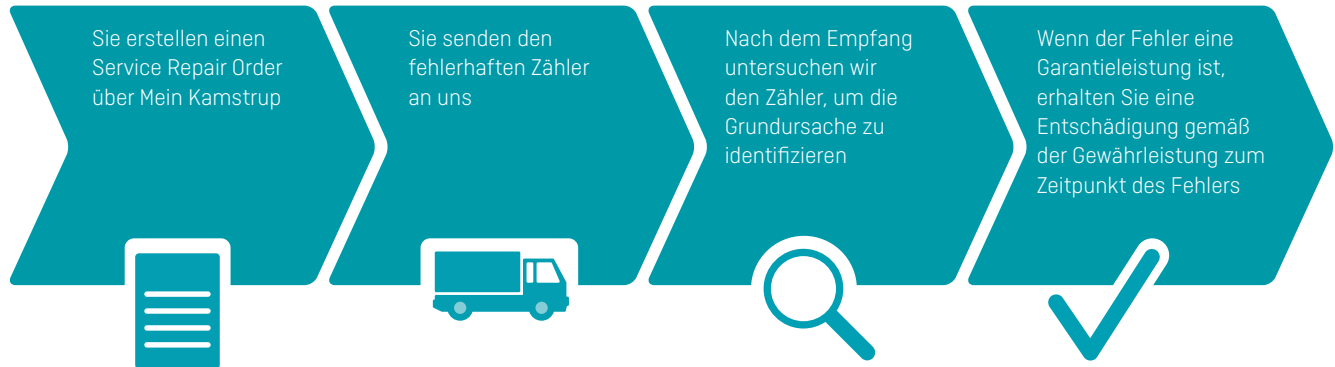 Sie erstellen einen
Service Repair Order
über Mein Kamstrup
Sie senden den
fehlerhaften Zähler
an uns
Nach dem Empfang
untersuchen wir
den Zähler, um die
Grundursache zu
identifizieren
Wenn der Fehler eine
Garantieleistung ist,
erhalten Sie eine
Entschädigung gemäß
der Gewährleistung zum
Zeitpunkt des Fehlers